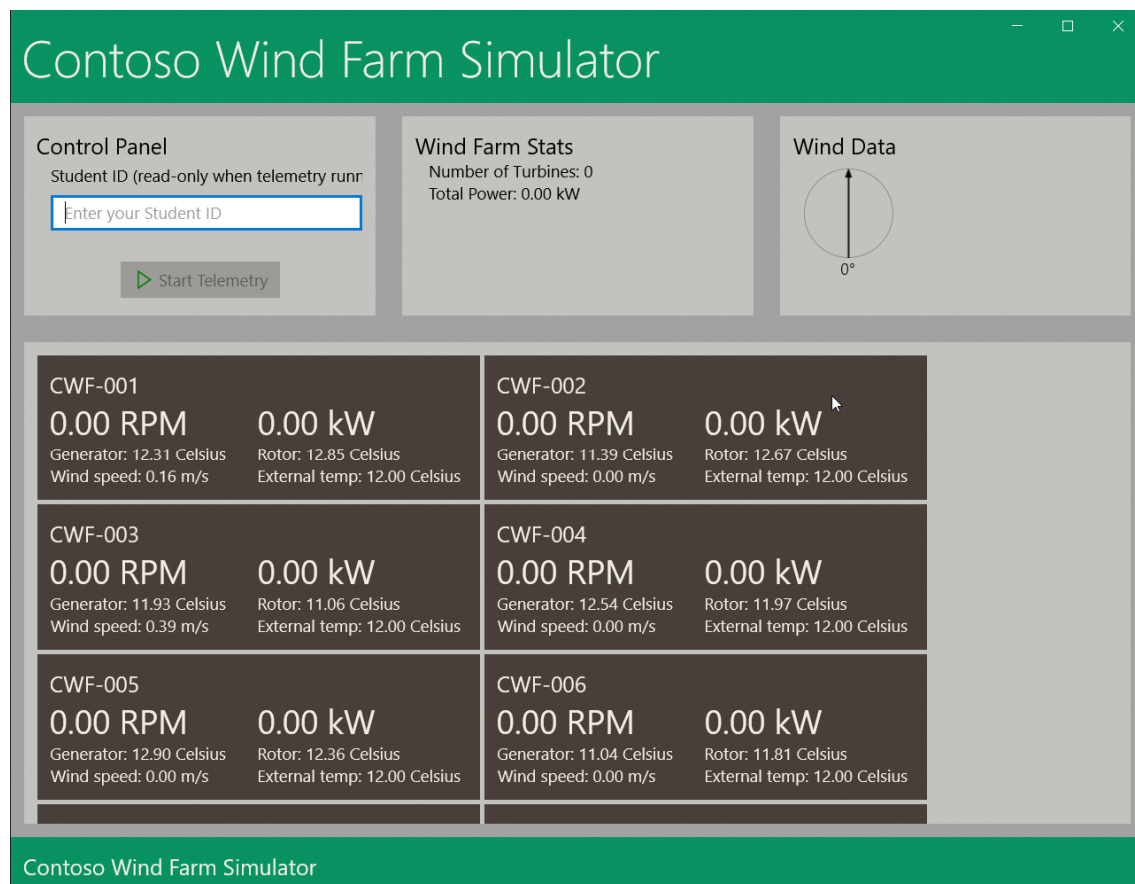 Contoso Wind Farm Simulator
Control Panel
Student ID (read-only when telemetry runr
Enter your Student ID
Start Telemetry
Wind Farm Stats
Number of Turbines: 0
Total Power: 0.00 kW
Wind Data
0°
CWF-001
0.00 RPM 0.00 kW
Generator: 12.31 Celsius Rotor: 12.85 Celsius
Wind speed: 0.16 m/s External temp: 12.00 Celsius
CWF-002
0.00 RPM 0.00 kW
Generator: 11.39 Celsius Rotor: 12.67 Celsius
Wind speed: 0.00 m/s External temp: 12.00 Celsius
CWF-003
0.00 RPM 0.00 kW
Generator: 11.93 Celsius Rotor: 11.06 Celsius
Wind speed: 0.39 m/s External temp: 12.00 Celsius
CWF-004
0.00 RPM 0.00 kW
Generator: 12.54 Celsius Rotor: 11.97 Celsius
Wind speed: 0.00 m/s External temp: 12.00 Celsius
CWF-005
0.00 RPM 0.00 kW
Generator: 12.90 Celsius Rotor: 12.36 Celsius
Wind speed: 0.00 m/s External temp: 12.00 Celsius
CWF-006
0.00 RPM 0.00 kW
Generator: 11.04 Celsius Rotor: 11.81 Celsius
Wind speed: 0.00 m/s External temp: 12.00 Celsius
Contoso Wind Farm Simulator